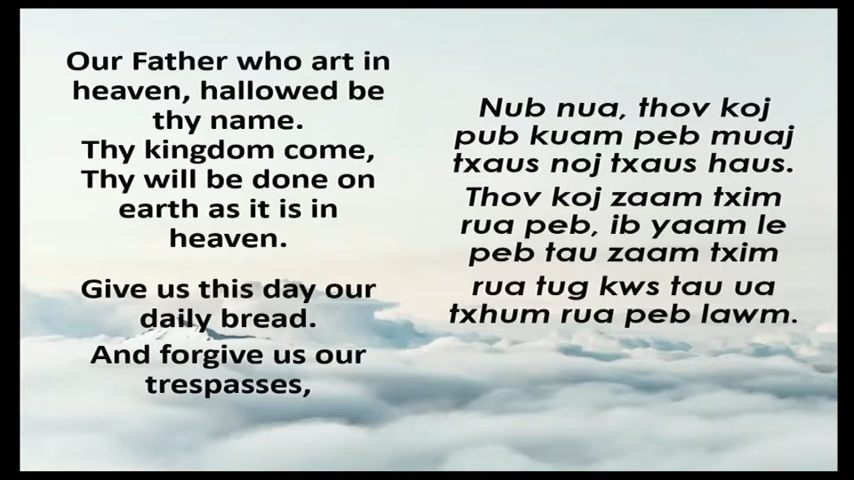 Our Father who art in
heaven, hallowed be
thy name.
Thy kingdom come,
Thy will be done on
earth as it is in
heaven.
Give us this day our
daily bread.
And forgive us our
trespasses,
Nub nua, thov koj
pub kuam peb muaj
txaus noj txaus haus.
Thov koj zaam txim
rua peb, ib yaam le
peb tau zaam txim
rua tug kws tau ua
txhum rua peb lawm.